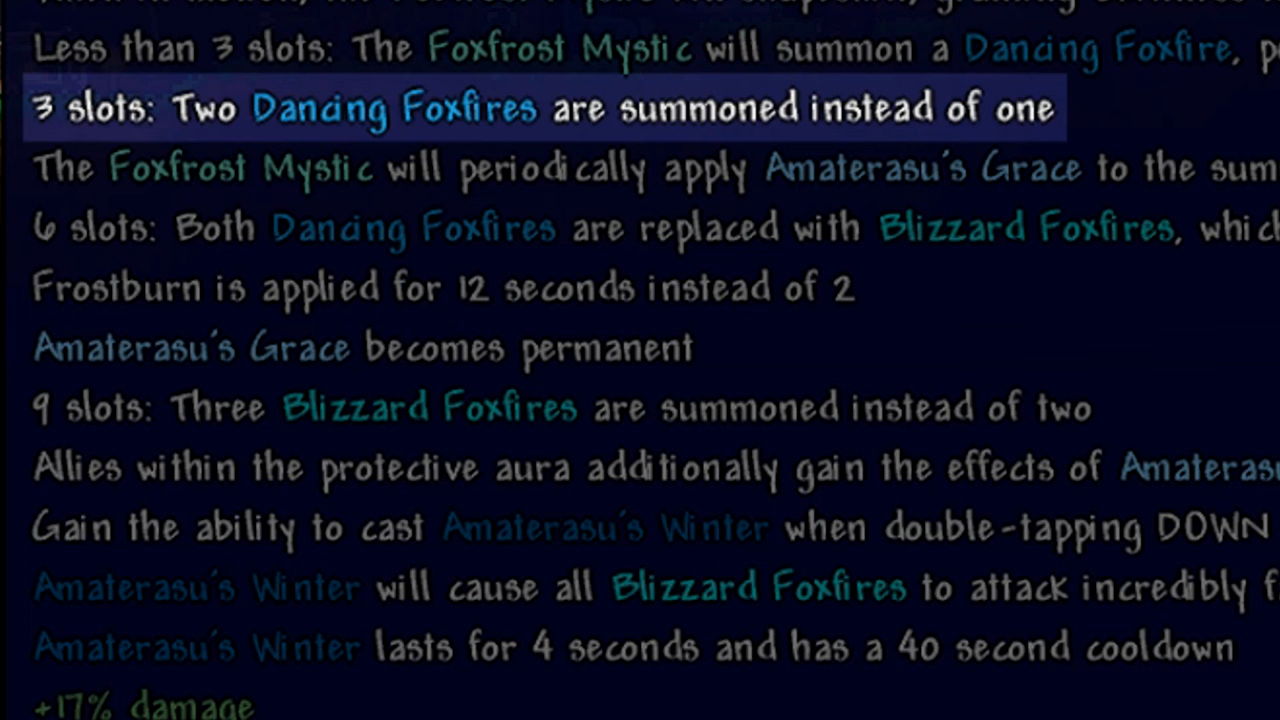 Less than 3 slots: The Foxfrost Mystic will summon a Dancing Foxfire,
3 slots: Two Dancing Foxfires are summoned instead of one
The Foxfrost Mystic will periodically apply Amaterasu's Grace to the
6 slots: Both Dancing Foxfires are replaced with Blizzard Foxfires,
Frostburn is applied for 12 seconds instead of 2
Amaterasu's Grace becomes permanent
9 slots: Three Blizzard Foxfires are summoned instead of two
Allies within the protective aura additionally gain the effects of
Gain the ability to cast Amaterasu's Winter when double-tapping DOWN
Amaterasu's Winter will cause all Blizzard Foxfires to attack incredibly
Amaterasu's Winter lasts for 4 seconds and has a 40 second cooldown
+17% damage